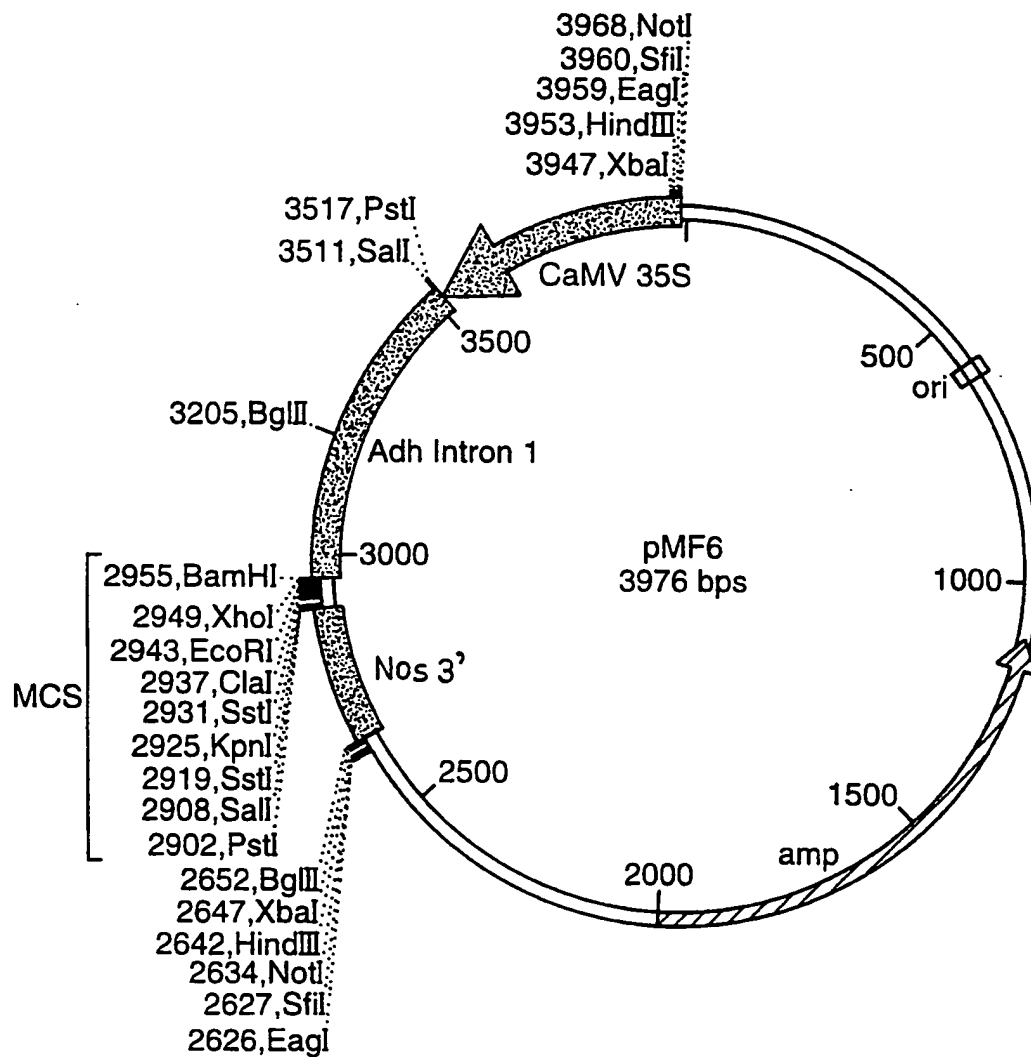 3968,NotI
3960,SfiI
3959,EagI
3953,HindIII
3947,XbaI
3517,PstI
3511,SalI
CaMV 35S
3500
500
ori
3205,BglII
Adh Intron 1
3000
pMF6
3976 bps
1000
2955,BamHI
2949,XhoI
2943,EcoRI
2937,ClaI
2931,SstI
2925,KpnI
2919,SstI
2908,SalI
2902,PstI
MCS
Nos 3'
2500
1500
amp
2000
2652,BglII
2647,XbaI
2642,HindIII
2634,NotI
2627,SfiI
2626,EagI